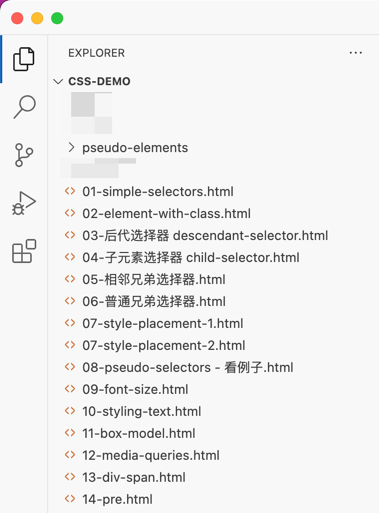 EXPLORER
CSS-DEMO
pseudo-elements
01-simple-selectors.html
02-element-with-class.html
03-后代选择器 descendant-selector.html
04-子元素选择器 child-selector.html
05-相邻兄弟选择器.html
06-普通兄弟选择器.html
07-style-placement-1.html
07-style-placement-2.html
08-pseudo-selectors - 看例子.html
09-font-size.html
10-styling-text.html
11-box-model.html
12-media-queries.html
13-div-span.html
14-pre.html